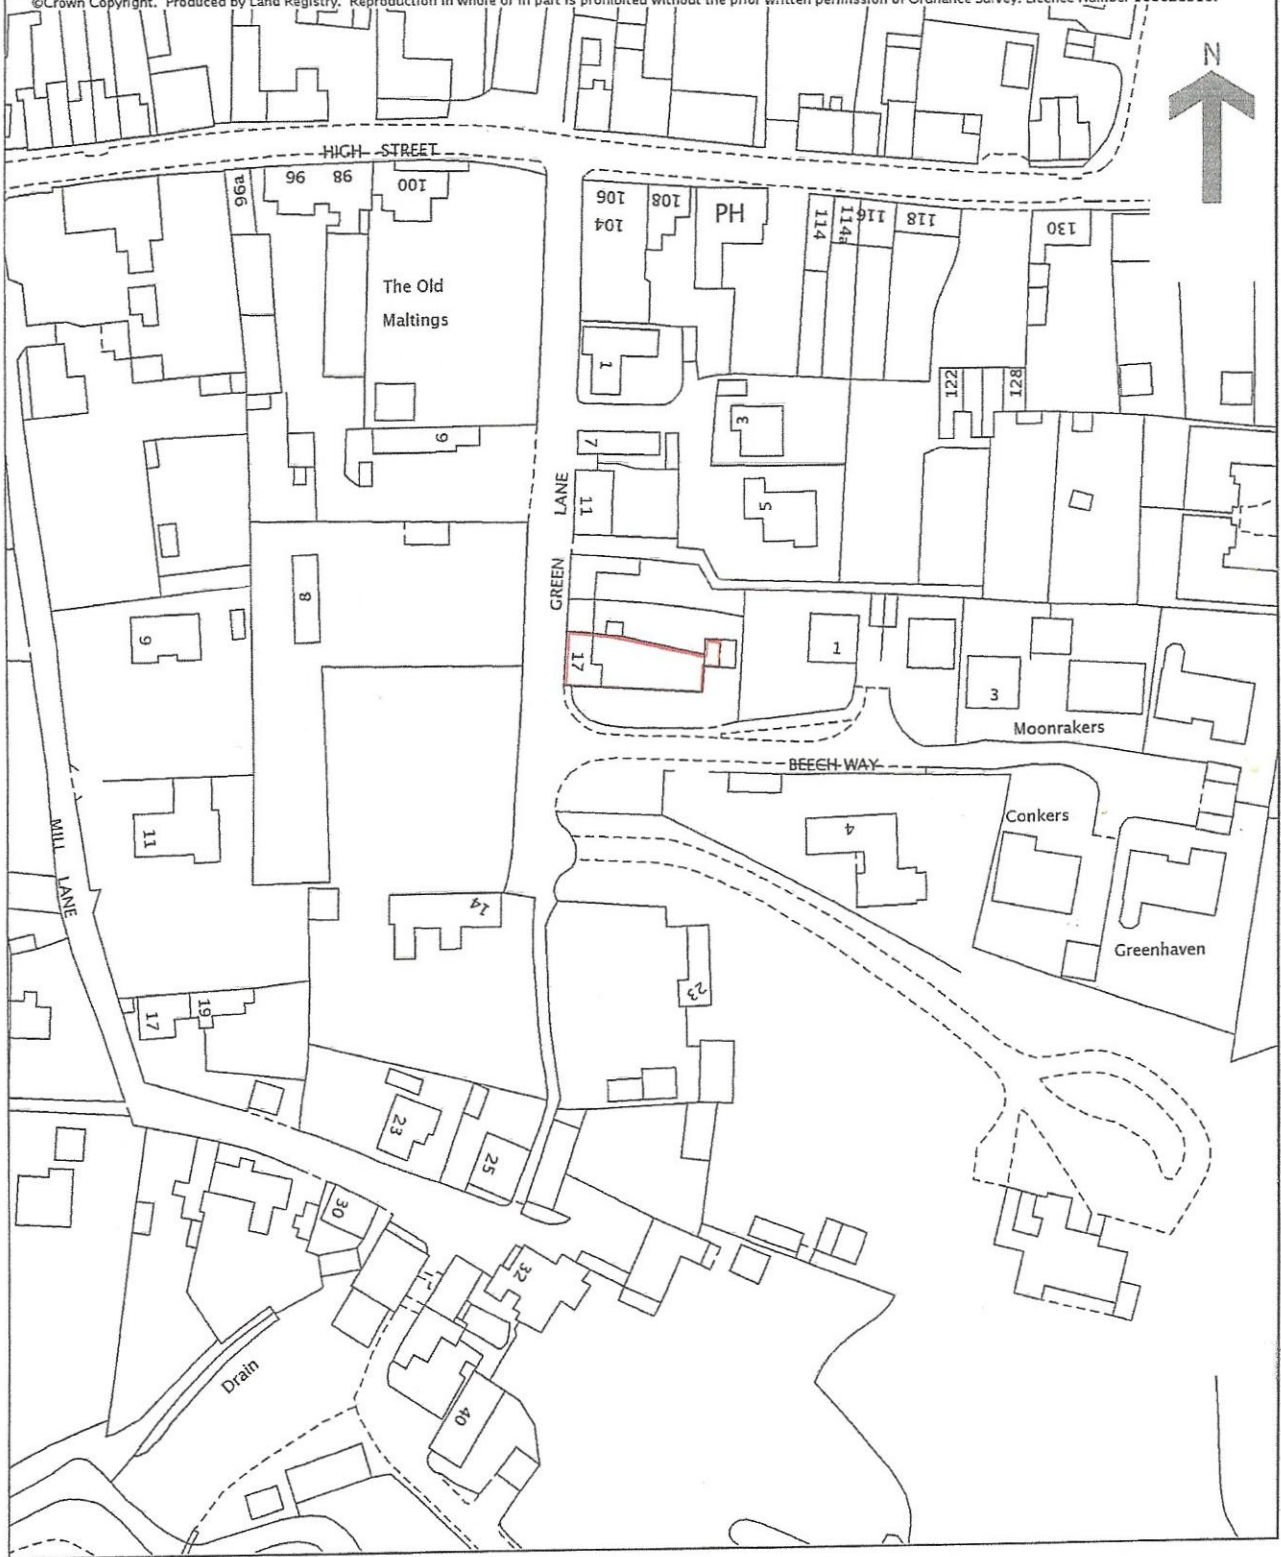 ©Crown Copyright. Produced by Land Registry. Reproduction in whole or in part is prohibited without the prior written permission of Ordnance Survey. Licence Number
N
HIGH STREET
96a
96
98
100
106
104
108
PH
114
114a
116
118
130
The Old
Maltings
1
3
122
128
9
7
LANE
11
5
GREEN
8
9
17
1
3
Moonrakers
BEECH WAY
Conkers
4
11
MILL
LANE
14
Greenhaven
23
17
19
23
25
30
32
Drain
40